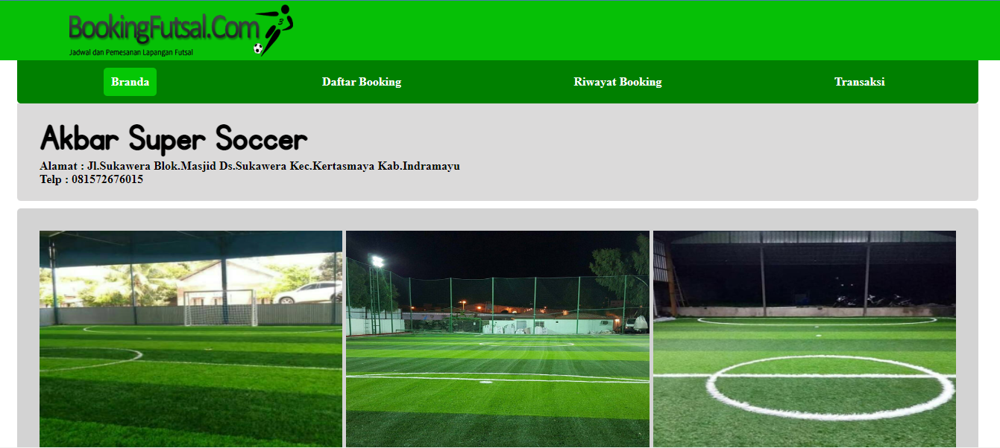 BookingFutsal.Com
3
Jadwal dan Pemesanan Lapangan Futsal
Branda
Daftar Booking
Riwayat Booking
Transaksi
Akbar Super Soccer
Alamat : Jl.Sukawera Blok.Masjid Ds.Sukawera Kec.Kertasmaya Kab.Indramayu
Telp : 081572676015